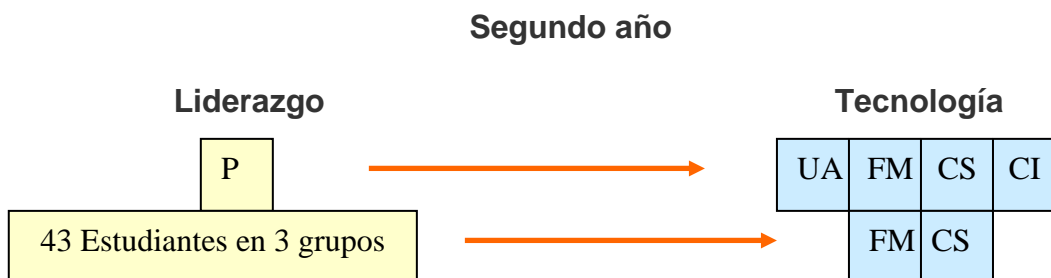 Segundo año
Liderazgo
Tecnología
P
UA FM CS CI
43 Estudiantes en 3 grupos
FM CS